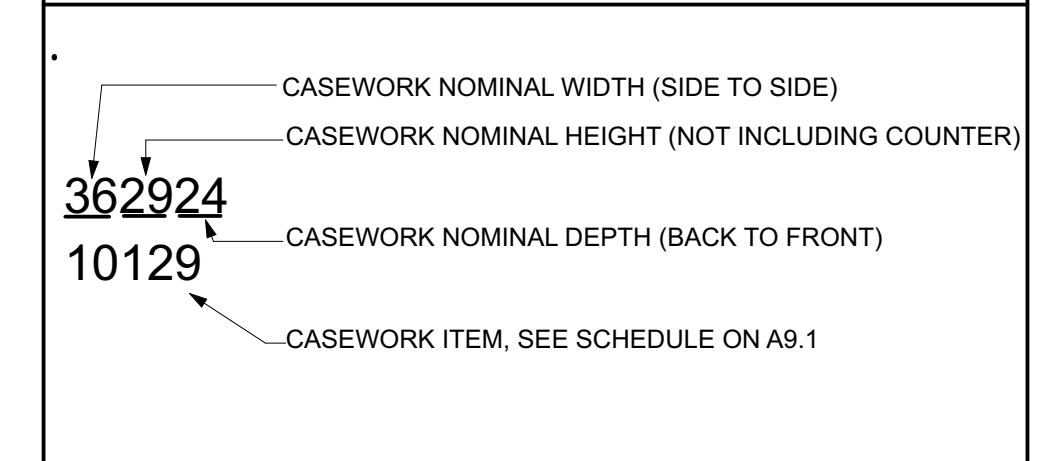 CASEWORK NOMINAL WIDTH (SIDE TO SIDE)
CASEWORK NOMINAL HEIGHT (NOT INCLUDING COUNTER)
362924
CASEWORK NOMINAL DEPTH (BACK TO FRONT)
10129
CASEWORK ITEM, SEE SCHEDULE ON A9.1